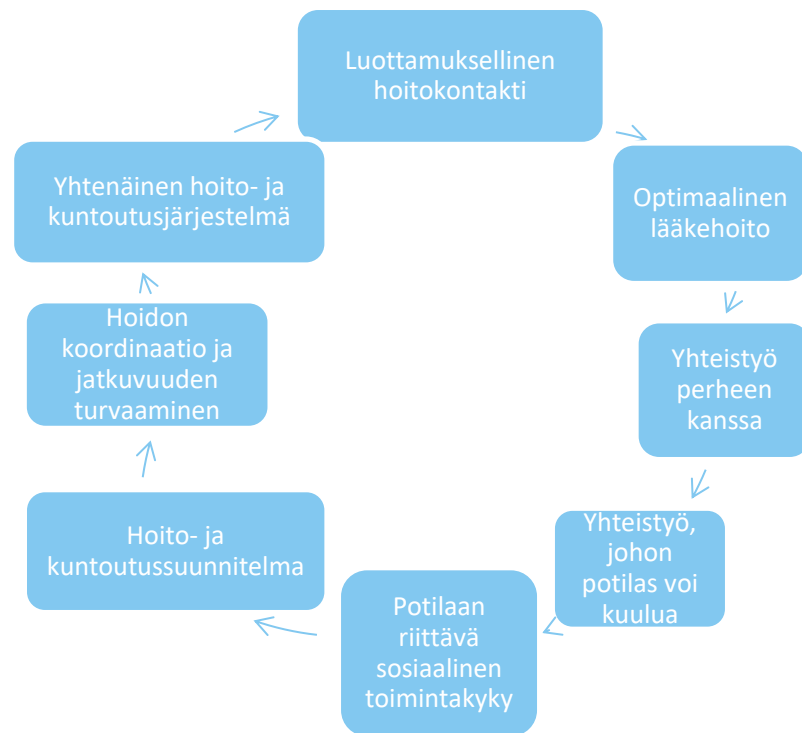 Luottamuksellinen
hoitokontakti
Optimaalinen
lääkehoito
Yhteistyö
perheen
kanssa
Yhteistyö,
johon
potilas voi
kuulua
Potilaan
riittävä
sosiaalinen
toimintakyky
Hoito- ja
kuntoutussuunnitelma
Hoidon
koordinaatio ja
jatkuvuuden
turvaaminen
Yhtenäinen hoito- ja
kuntoutusjärjestelmä